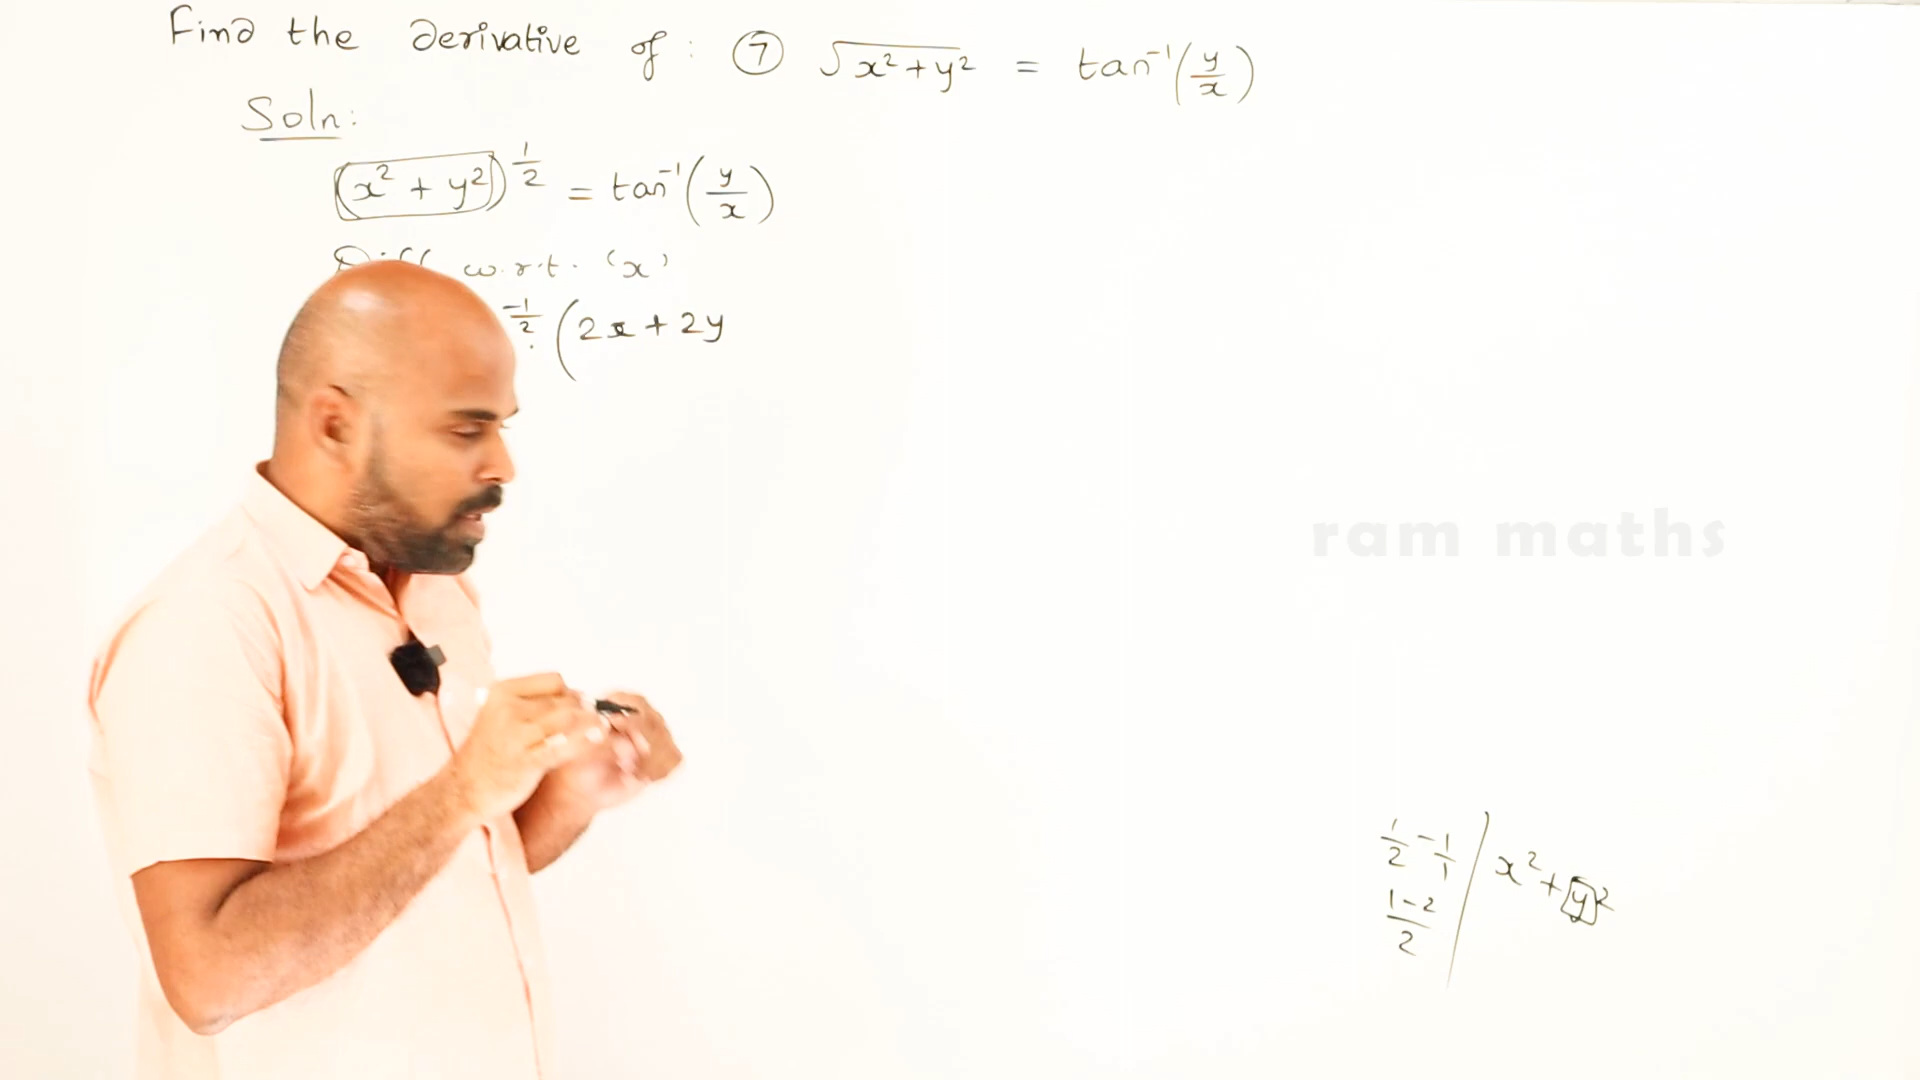 Find the derivative of : ⑦ √x²+y² = tan⁻¹(y/x)
Soln:
(x² + y²)^1/2 = tan⁻¹(y/x)
Diff w.r.t. 'x'
-1/2 (2x + 2y
ram maths
1/2 - 1/1 | x² + y²
1-2/2